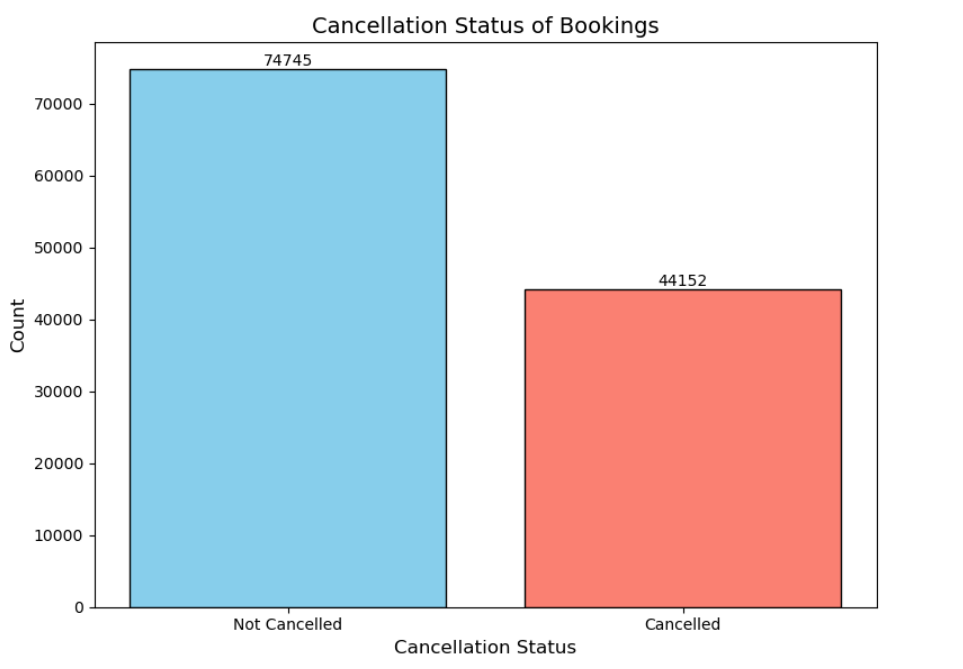 Cancellation Status of Bookings
74745
44152
70000
60000
50000
40000
30000
20000
10000
0
Count
Not Cancelled
Cancelled
Cancellation Status